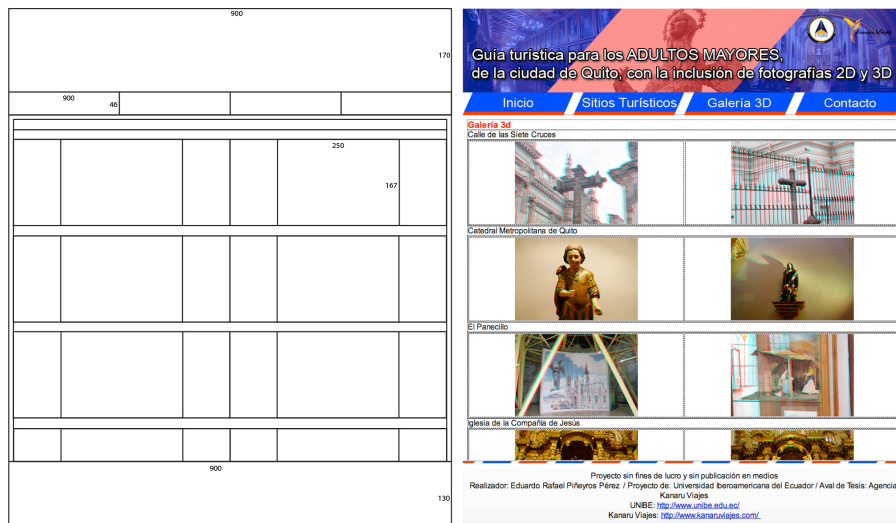 900
170
900
46
250
167
900
130
UNIBE
Kanaru Viajes
Guía turística para los ADULTOS MAYORES,
de la ciudad de Quito, con la inclusión de fotografías 2D y 3D
Inicio
Sitios Turísticos
Galería 3D
Contacto
Galería 3d
Calle de las Siete Cruces
Catedral Metropolitana de Quito
El Panecillo
Iglesia de la Compañía de Jesús
Proyecto sin fines de lucro y sin publicación en medios
Realizador: Eduardo Rafael Piñeyros Pérez / Proyecto de: Universidad Iberoamericana del Ecuador / Aval de Tesis: Agencia
Kanaru Viajes
UNIBE: http://www.unibe.edu.ec/
Kanaru Viajes: http://www.kanaruviajes.com/